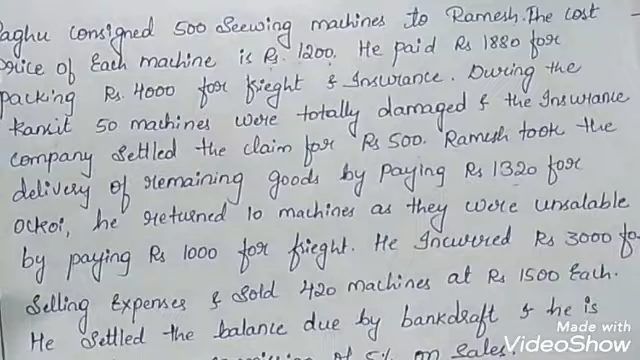 aghu consigned 500 Seewing machines to Ramesh. The cost
price of Each machine is Rs. 1200. He paid Rs 1880 for
packing Rs. 4000 for frieght & Insurance. During the
50 machines were totally damaged & the Insurance
company Settled the claim for Rs 500. Ramesh took the
delivery of remaining goods by paying Rs 1320 for
Octroi, he returned 10 machines as they were unsalable
by paying Rs 1000 for frieght. He Incurred Rs 3000 fo
Selling Expenses & Sold 420 machines at Rs 1500 Each.
He Settled the balance due by bankdraft & he is
at 5% on Sales
Made with
VideoShow